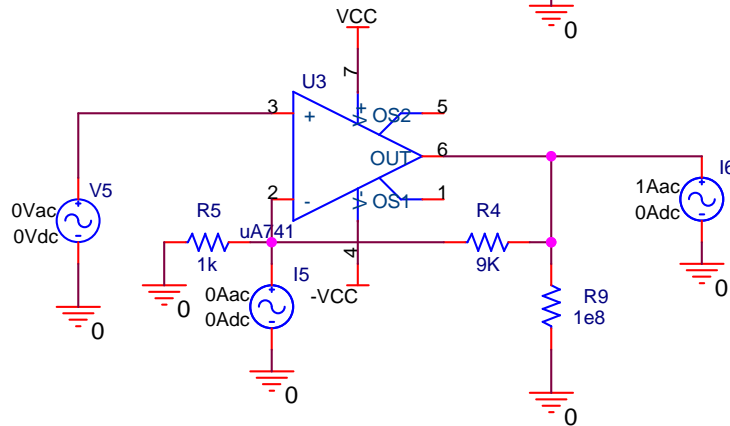 0
VCC
7
U3
3
+
V+
OS2
5
OUT
6
2
-
V-
OS1
1
uA741
4
-VCC
V5
0Vac
0Vdc
0
R5
1k
0
I5
0Aac
0Adc
0
R4
9K
R9
1e8
0
I6
1Aac
0Adc
0